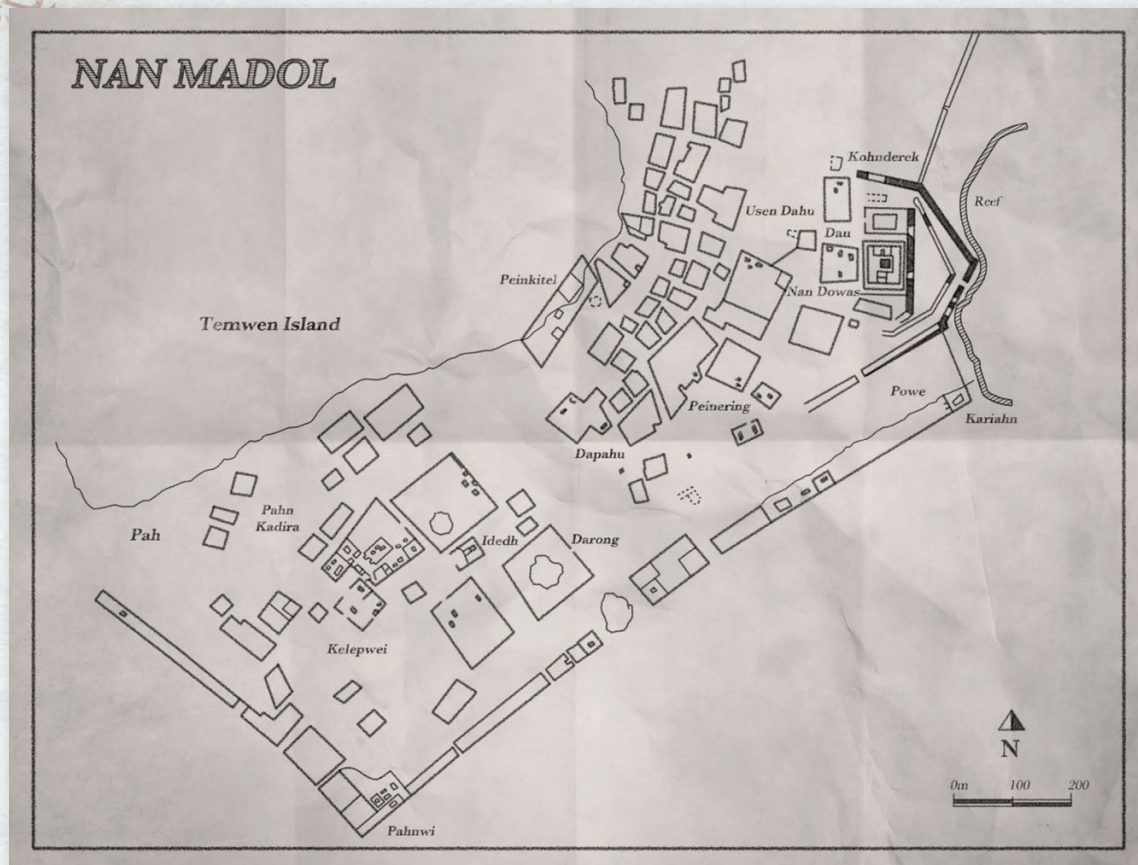 NAN MADOL
Kohnderek
Reef
Usen Dahu
Dau
Peinkitel
Nan Dowas
Temwen Island
Powe
Peinering
Kariahn
Dapahu
Pahn
Kadira
Pah
Idedh
Darong
Kelepwei
N
0m 100 200
Pahnwi